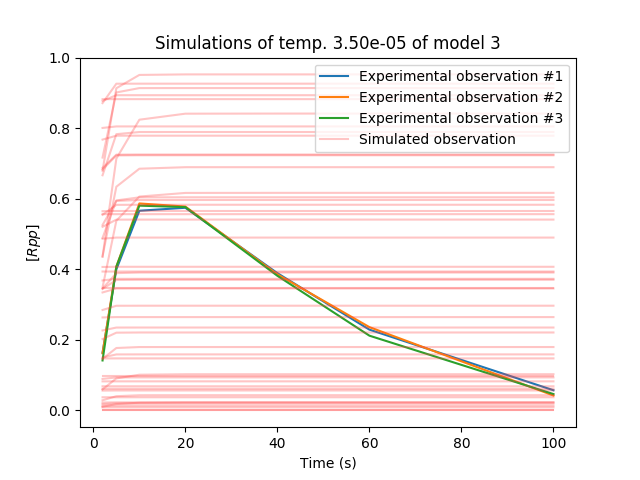 Simulations of temp. 3.50e-05 of model 3
Experimental observation #1
Experimental observation #2
Experimental observation #3
Simulated observation
1.0
0.8
0.6
0.4
0.2
0.0
[Rpp]
0 20 40 60 80 100
Time (s)